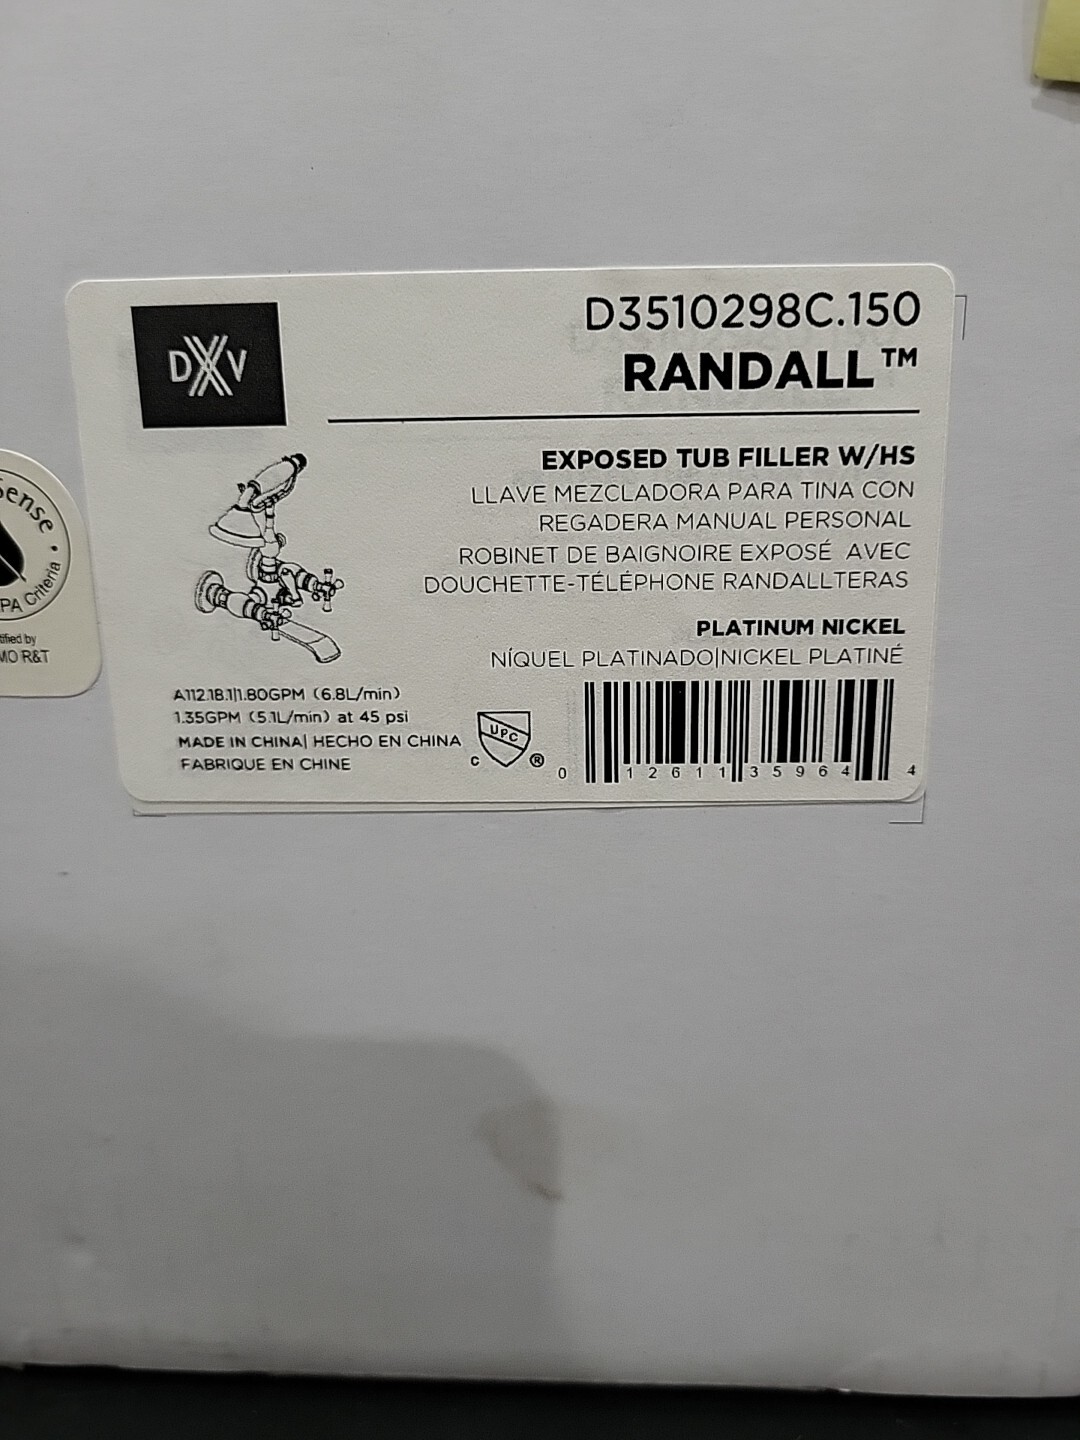 DXV
D3510298C.150
RANDALL™
EXPOSED TUB FILLER W/HS
LLAVE MEZCLADORA PARA TINA CON
REGADERA MANUAL PERSONAL
ROBINET DE BAIGNOIRE EXPOSÉ AVEC
DOUCHETTE-TÉLÉPHONE RANDALLTERAS
PLATINUM NICKEL
NÍQUEL PLATINADO|NICKEL PLATINÉ
A112.18.1|1.80GPM (6.8L/min)
1.35GPM (5.1L/min) at 45 psi
MADE IN CHINA| HECHO EN CHINA
FABRIQUE EN CHINE
C UPC ®
0 12611 35964 4
Sense
PA Criteria
tified by
MO R&T